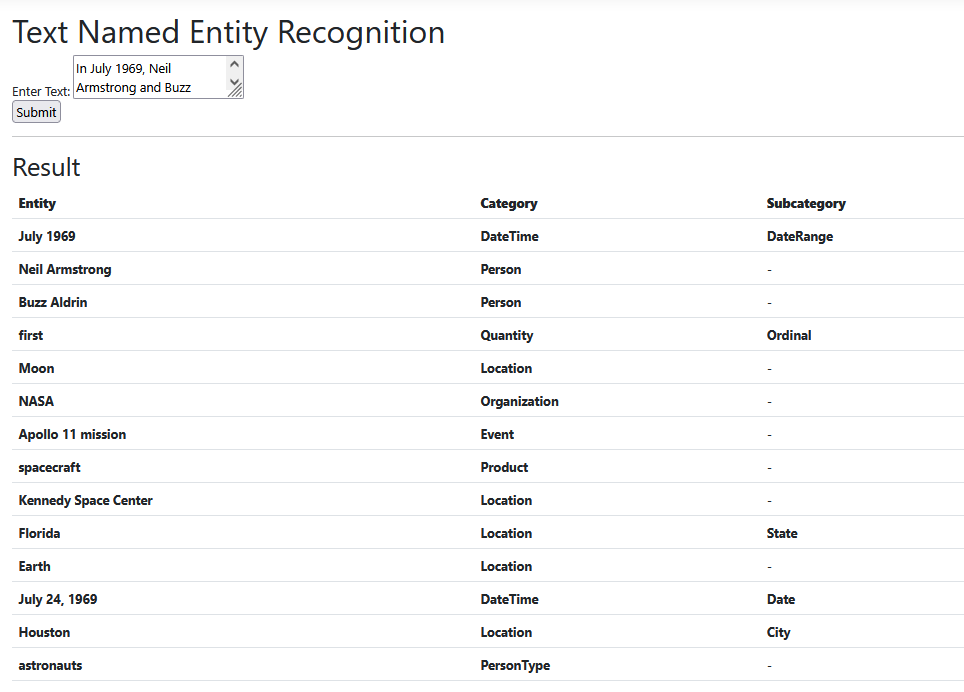 Text Named Entity Recognition
In July 1969, Neil
Armstrong and Buzz
Enter Text:
Submit
Result
Entity Category Subcategory
July 1969 DateTime DateRange
Neil Armstrong Person -
Buzz Aldrin Person -
first Quantity Ordinal
Moon Location -
NASA Organization -
Apollo 11 mission Event -
spacecraft Product -
Kennedy Space Center Location -
Florida Location State
Earth Location -
July 24, 1969 DateTime Date
Houston Location City
astronauts PersonType -